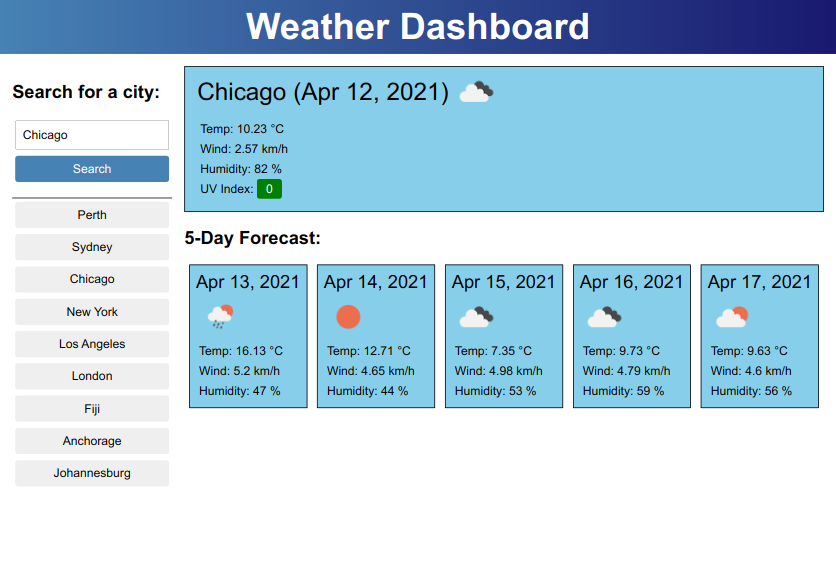 Weather Dashboard
Search for a city:
Chicago
Search
Perth
Sydney
Chicago
New York
Los Angeles
London
Fiji
Anchorage
Johannesburg
Chicago (Apr 12, 2021)
Temp: 10.23 °C
Wind: 2.57 km/h
Humidity: 82 %
UV Index: 0
5-Day Forecast:
Apr 13, 2021
Temp: 16.13 °C
Wind: 5.2 km/h
Humidity: 47 %
Apr 14, 2021
Temp: 12.71 °C
Wind: 4.65 km/h
Humidity: 44 %
Apr 15, 2021
Temp: 7.35 °C
Wind: 4.98 km/h
Humidity: 53 %
Apr 16, 2021
Temp: 9.73 °C
Wind: 4.79 km/h
Humidity: 59 %
Apr 17, 2021
Temp: 9.63 °C
Wind: 4.6 km/h
Humidity: 56 %